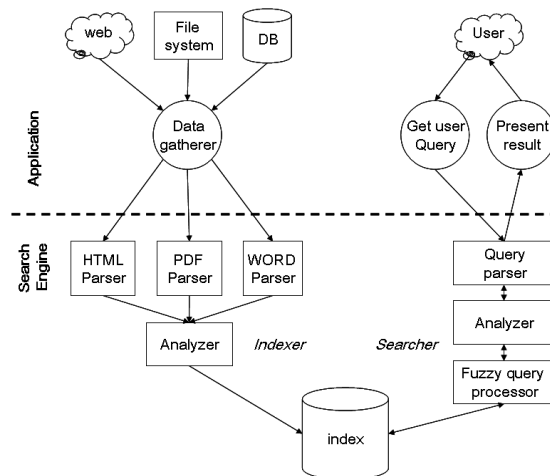 web
File
system
DB
User
Data
gatherer
Get user
Query
Present
result
Application
HTML
Parser
PDF
Parser
WORD
Parser
Query
parser
Search
Engine
Analyzer
Indexer
Searcher
Analyzer
Fuzzy query
processor
index